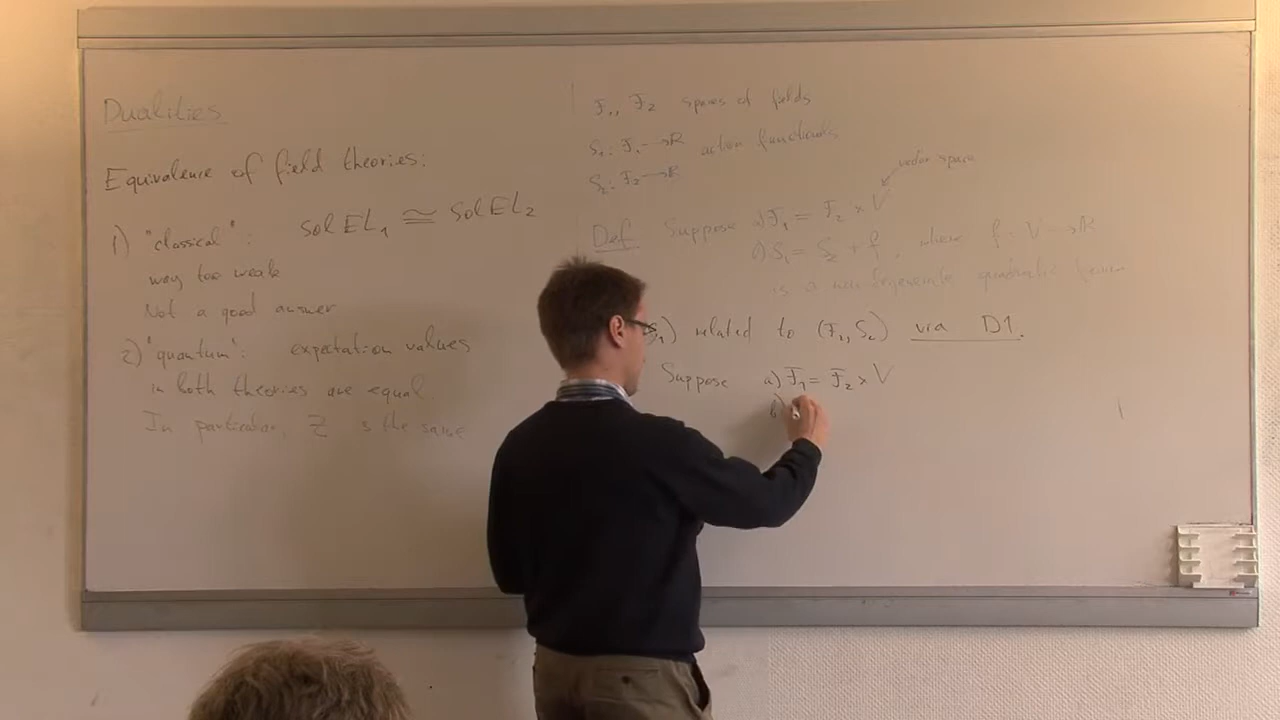 Dualities
Equivalence of field theories:
1) "classical": Sol EL₁ ≅ Sol EL₂
way too weak
Not a good answer
2) "quantum": expectation values
in both theories are equal
In particular, Z is the same
F₁, F₂ spaces of fields
S₁: F₁ → ℝ action functionals
S₂: F₂ → ℝ
vector space
Def. Suppose a) F₁ = F₂ × V
b) S₁ = S₂ + f, where f: V → ℝ
is a non degenerate quadratic
S₁) related to (F₂, S₂) via D1.
Suppose a) F₁ = F₂ × V
b)